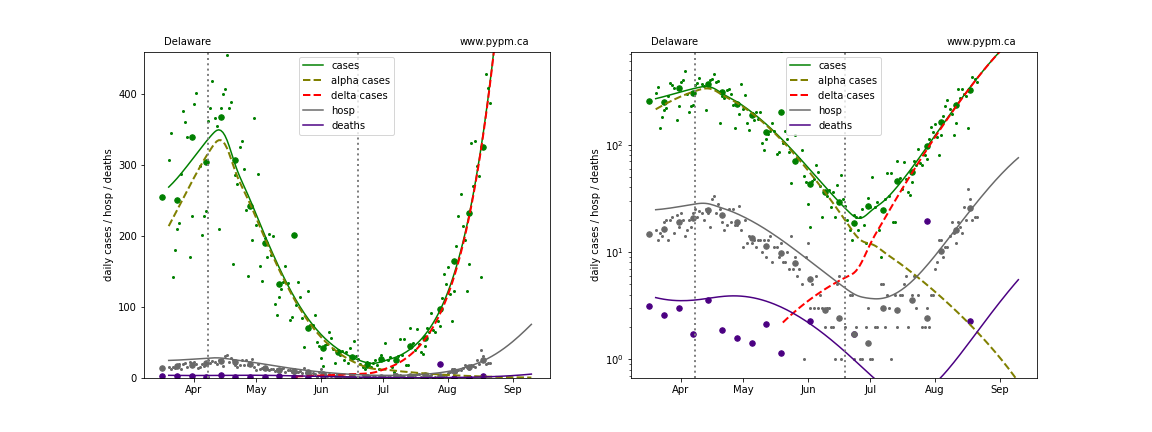 Delaware www.pypm.ca
daily cases / hosp / deaths
400
300
200
100
0
cases
alpha cases
delta cases
hosp
deaths
Apr May Jun Jul Aug Sep
Delaware www.pypm.ca
daily cases / hosp / deaths
10²
10¹
10⁰
cases
alpha cases
delta cases
hosp
deaths
Apr May Jun Jul Aug Sep